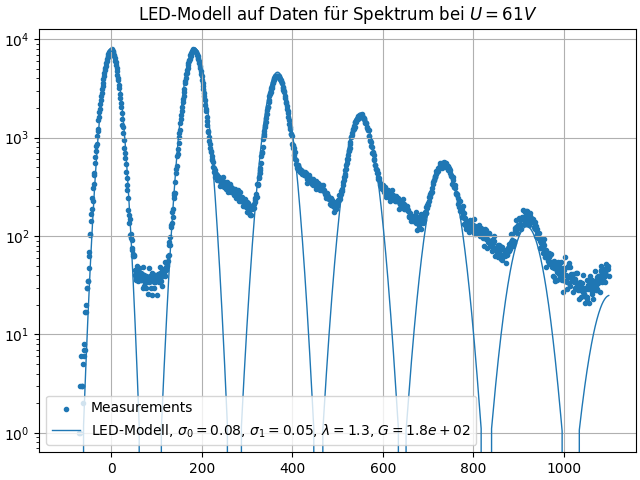 LED-Modell auf Daten für Spektrum bei U = 61V
10⁴
10³
10²
10¹
10⁰
Measurements
LED-Modell, σ₀ = 0.08, σ₁ = 0.05, λ = 1.3, G = 1.8e + 02
0 200 400 600 800 1000